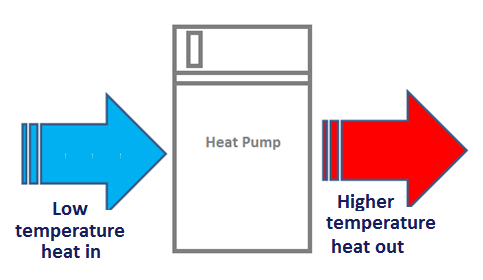 Heat Pump
Low
temperature
heat in
Higher
temperature
heat out